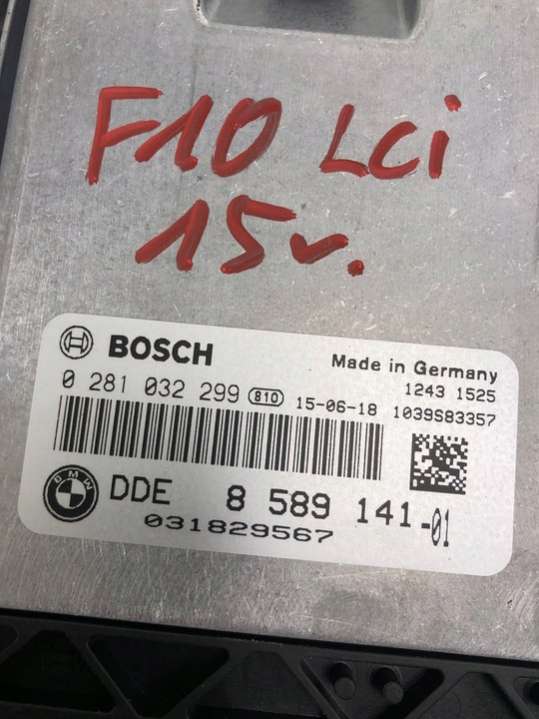 F10 LCi
15v.
BOSCH
Made in Germany
1243 1525
0 281 032 299 810 15-06-18 1039S83357
BMW
DDE 8 589 141-01
031829567